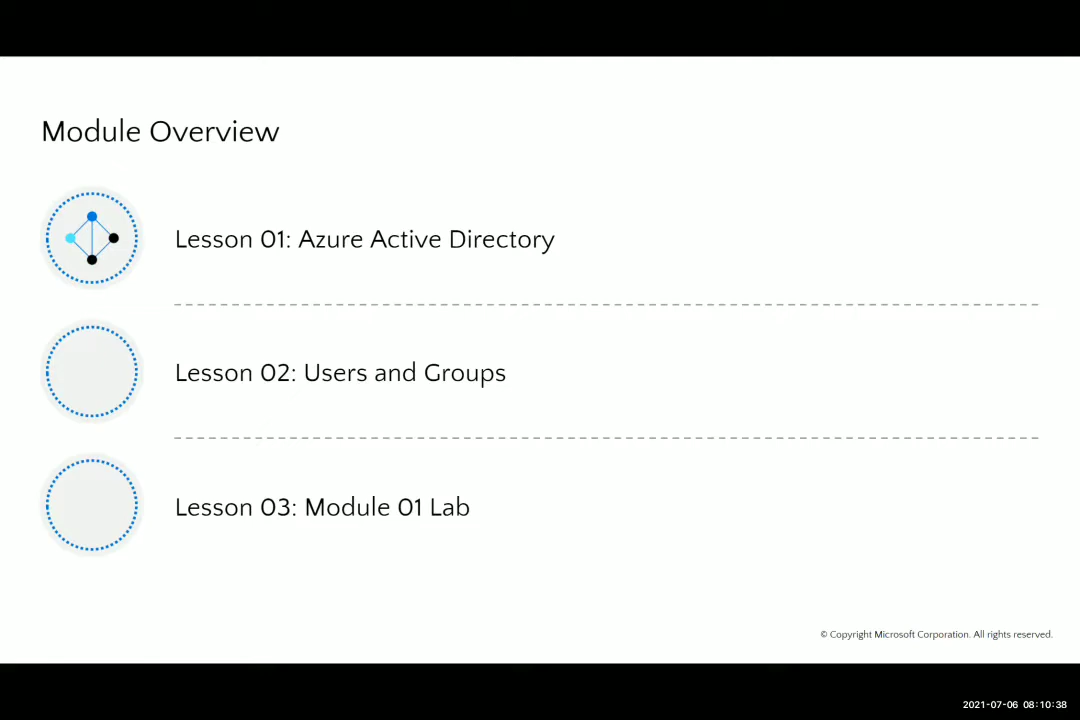 Module Overview
Lesson 01: Azure Active Directory
Lesson 02: Users and Groups
Lesson 03: Module 01 Lab
© Copyright Microsoft Corporation. All rights reserved.
2021-07-06 08:10:38